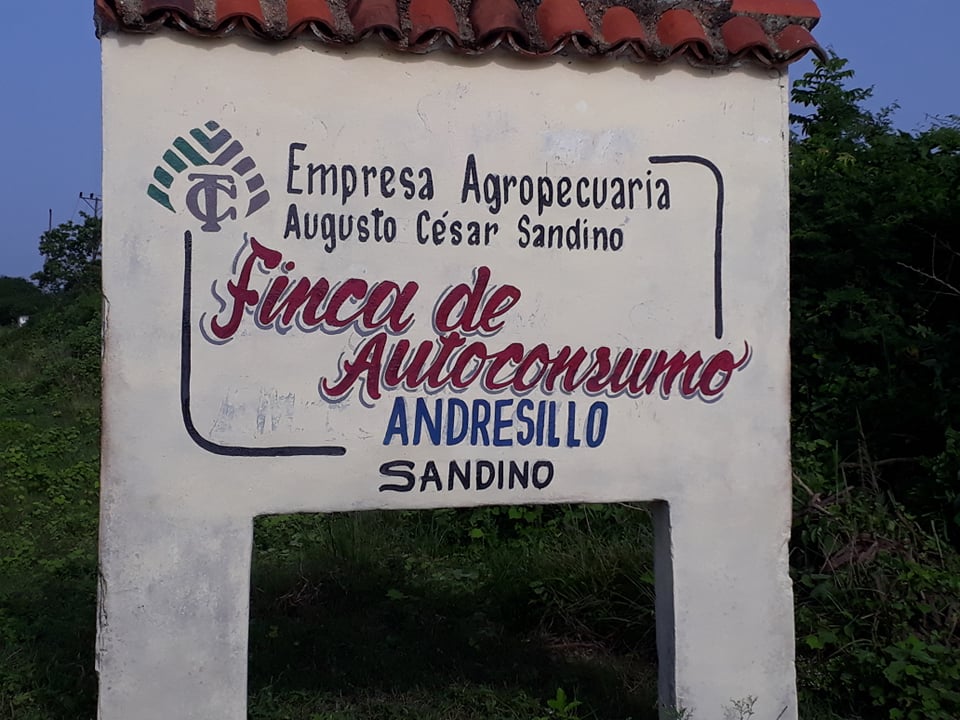 TC
Empresa Agropecuaria
Augusto César Sandino
Finca de
Autoconsumo
ANDRESILLO
SANDINO